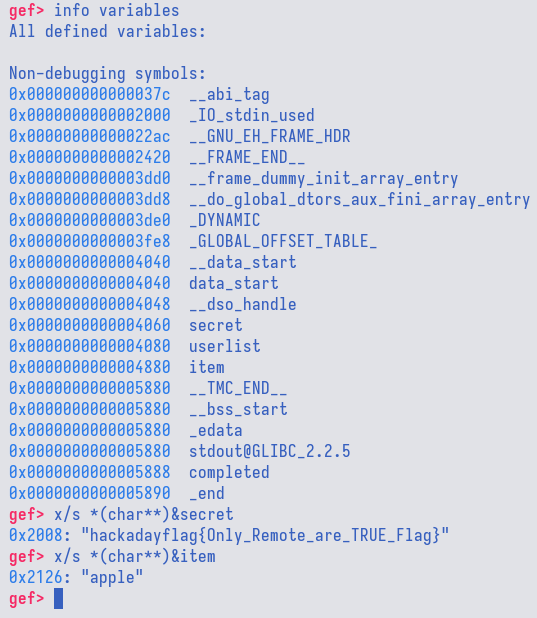 gef> info variables
All defined variables:
Non-debugging symbols:
0x000000000000037c  __abi_tag
0x0000000000002000  _IO_stdin_used
0x00000000000022ac  __GNU_EH_FRAME_HDR
0x0000000000002420  __FRAME_END__
0x0000000000003dd0  __frame_dummy_init_array_entry
0x0000000000003dd8  __do_global_dtors_aux_fini_array_entry
0x0000000000003de0  _DYNAMIC
0x0000000000003fe8  _GLOBAL_OFFSET_TABLE_
0x0000000000004040  __data_start
0x0000000000004040  data_start
0x0000000000004048  __dso_handle
0x0000000000004060  secret
0x0000000000004080  userlist
0x0000000000004880  item
0x0000000000005880  __TMC_END__
0x0000000000005880  __bss_start
0x0000000000005880  _edata
0x0000000000005880  stdout@GLIBC_2.2.5
0x0000000000005888  completed
0x0000000000005890  _end
gef> x/s *(char**)&secret
0x2008: "hackadayflag{Only_Remote_are_TRUE_Flag}"
gef> x/s *(char**)&item
0x2126: "apple"
gef>